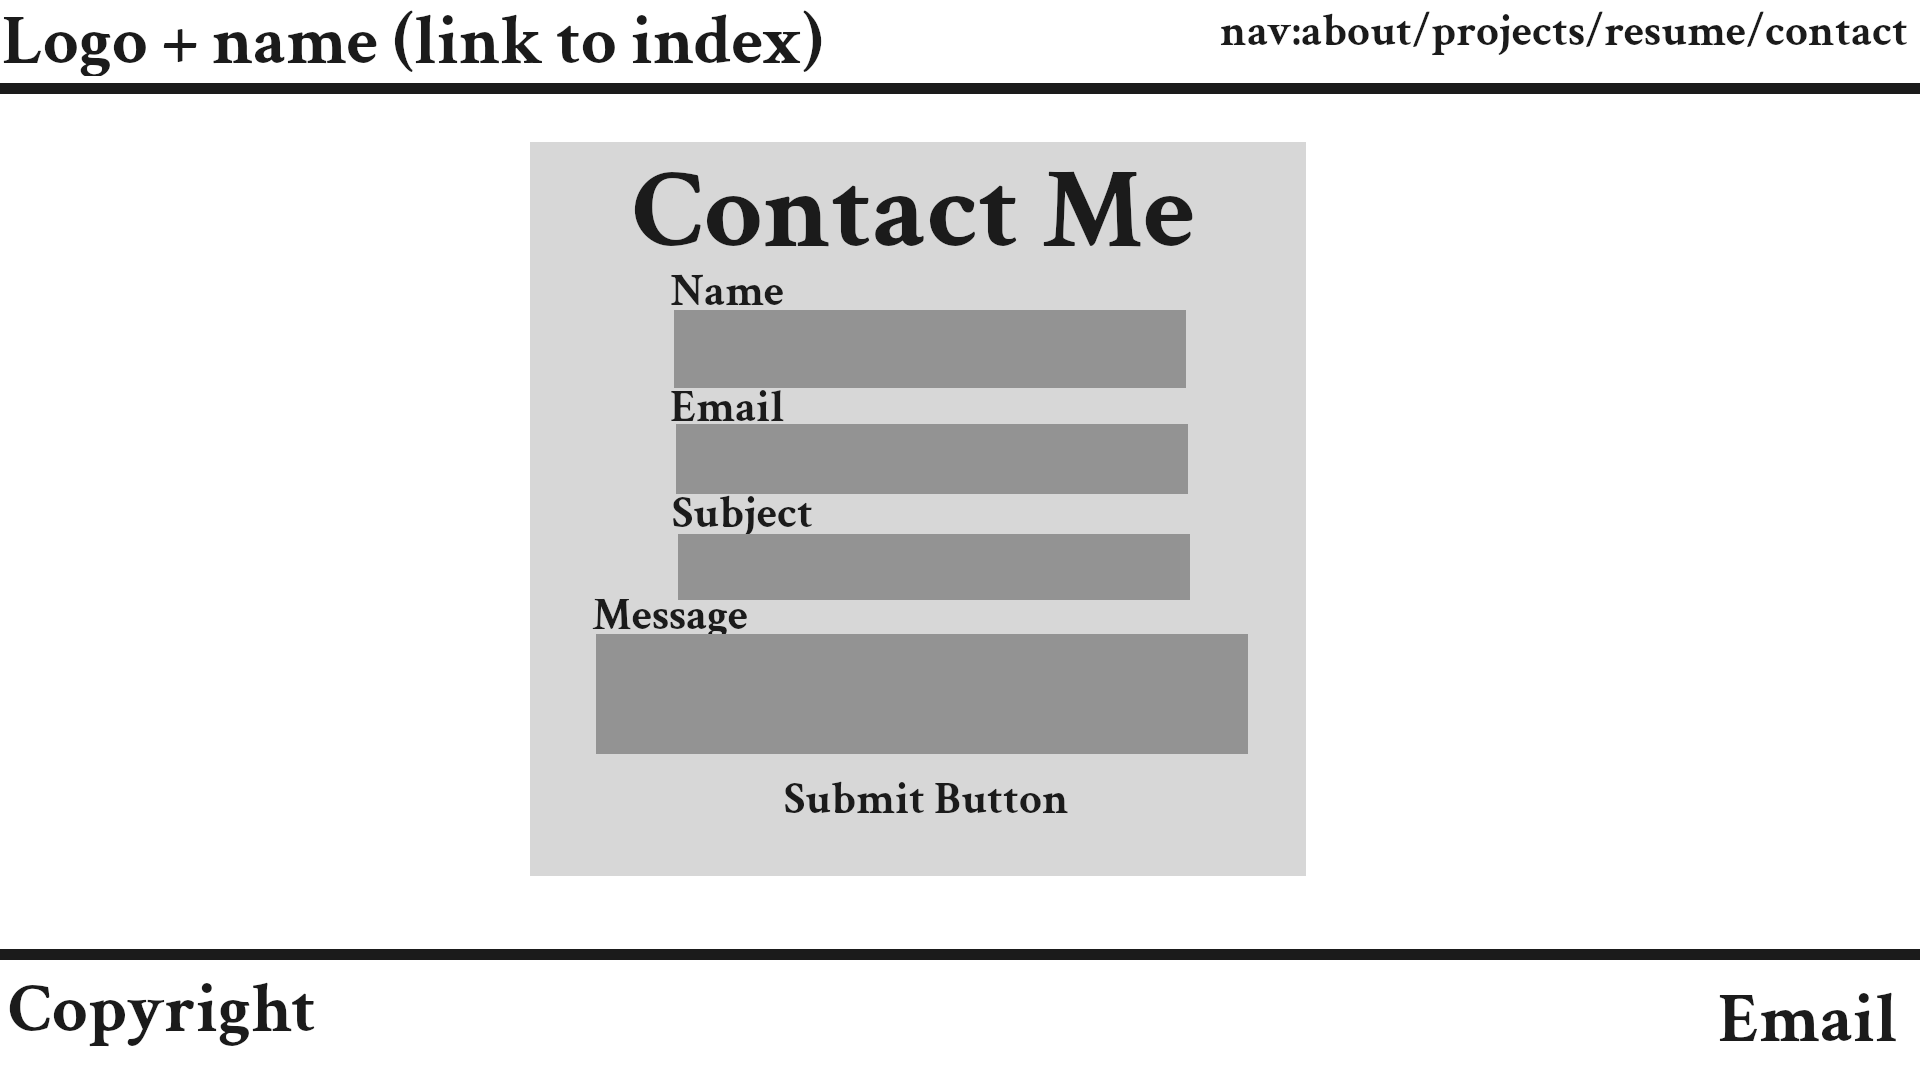 Logo + name (link to index)
nav:about/projects/resume/contact
Contact Me
Name
Email
Subject
Message
Submit Button
Copyright
Email